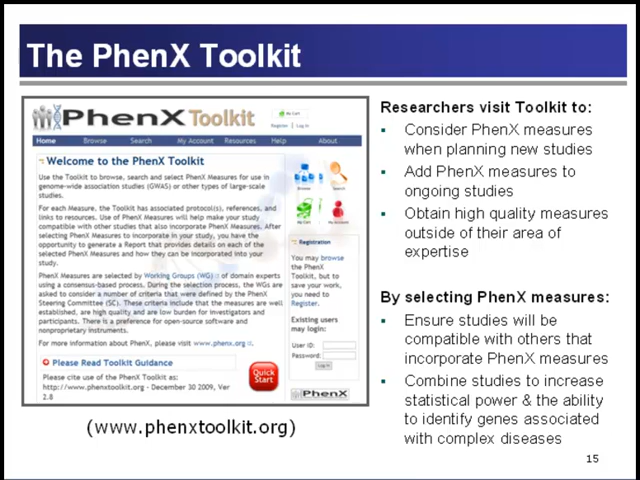 The PhenX Toolkit
PhenX Toolkit
My Cart
Register | Log In
Home Browse Search My Account Resources Help About
Welcome to the PhenX Toolkit
Use the Toolkit to browse, search and select PhenX Measures for use in
genome-wide association studies (GWAS) or other types of large-scale
studies.
For each Measure, the Toolkit has associated protocol(s), references, and
links to resources. Use of PhenX Measures will help make your study
compatible with other studies that also incorporate PhenX Measures. After
selecting PhenX Measures to incorporate in your study, you have the
opportunity to generate a Report that provides details on each of the
selected PhenX Measures and how they can be incorporated into your
study.
PhenX Measures are selected by Working Groups (WG) of domain experts
using a consensus-based process. During the selection process, the WGs are
asked to consider a number of criteria that were defined by the PhenX
Steering Committee (SC). These criteria include that the measures are well
established, are high quality and are low burden for investigators and
participants. There is a preference for open-source software and
nonproprietary instruments.
For more information about PhenX, please visit www.phenx.org.
Please Read Toolkit Guidance
Please cite use of the PhenX Toolkit as:
http://www.phenxtoolkit.org - December 30 2009, Ver
2.8
Quick
Start
Browse Search
My Cart My Account
Registration
You may browse
the PhenX
Toolkit, but to
save your work,
you need to
Register.
Existing users
may login:
User ID:
Password:
Log In
PhenX
(www.phenxtoolkit.org)
Researchers visit Toolkit to:
Consider PhenX measures
when planning new studies
Add PhenX measures to
ongoing studies
Obtain high quality measures
outside of their area of
expertise
By selecting PhenX measures:
Ensure studies will be
compatible with others that
incorporate PhenX measures
Combine studies to increase
statistical power & the ability
to identify genes associated
with complex diseases
15